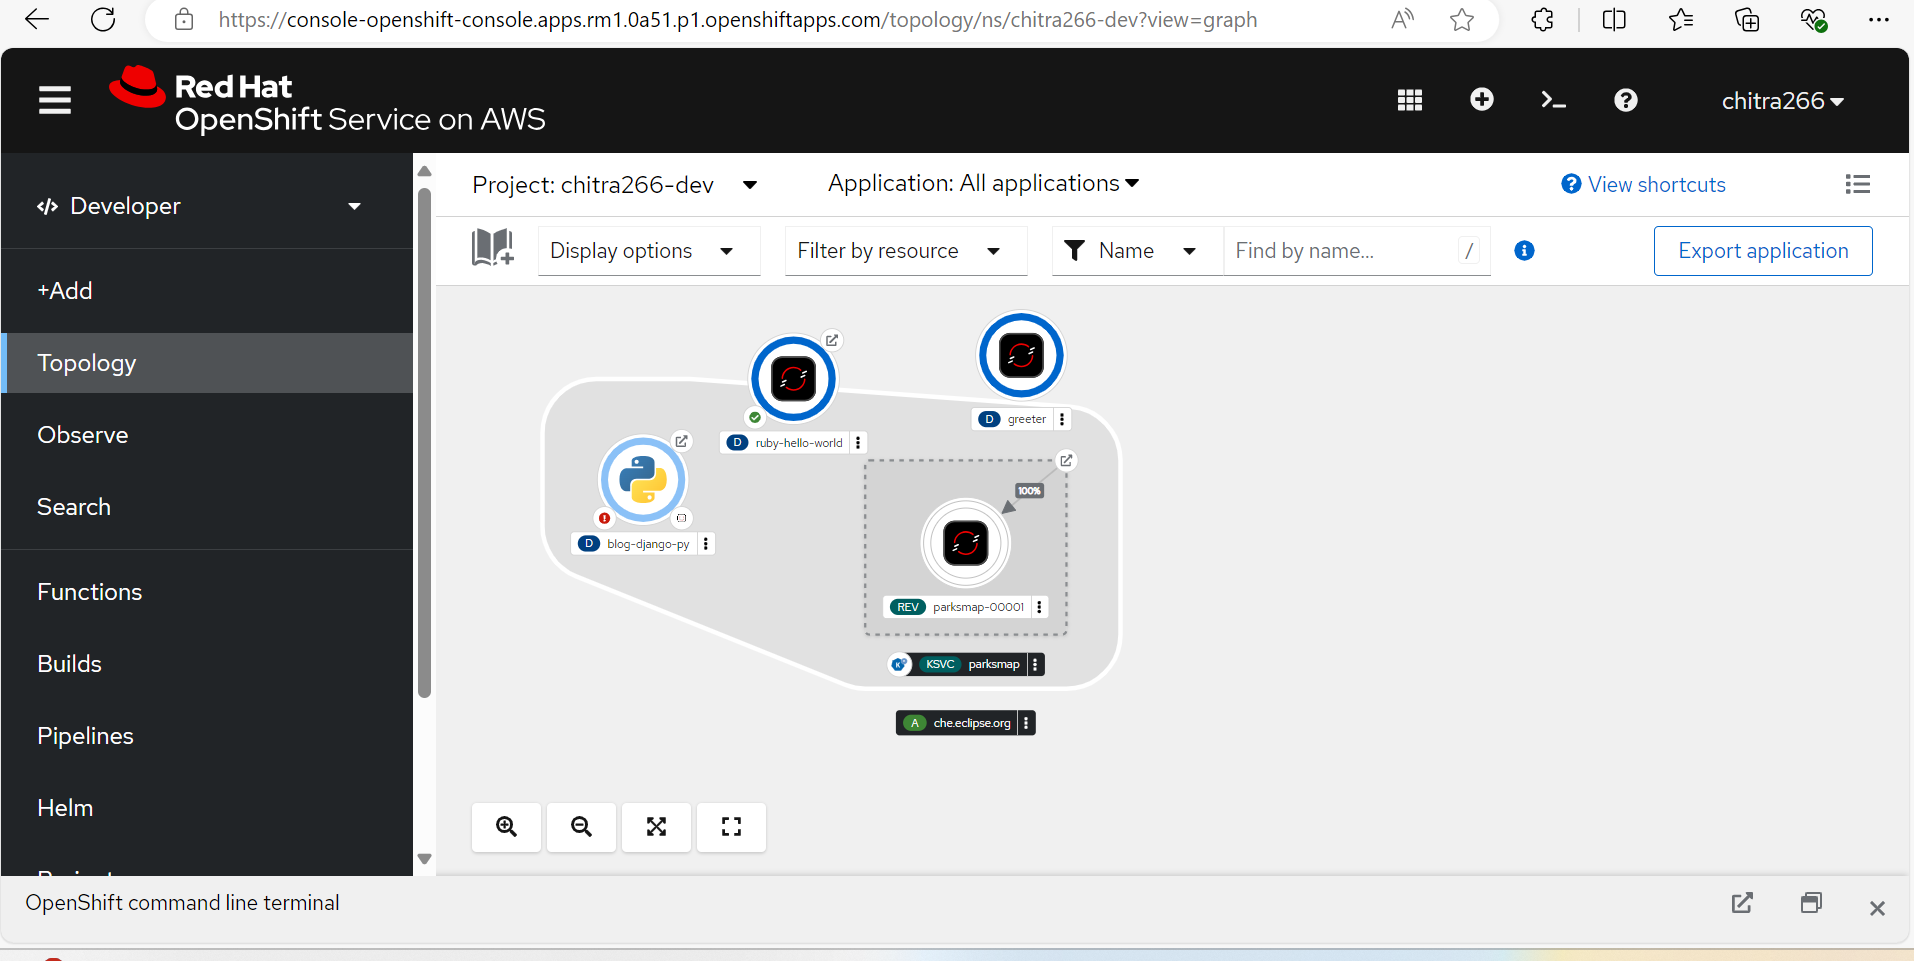 https://console-openshift-console.apps.rm1.0a51.p1.openshiftapps.com/topology/ns/chitra266-dev?view=graph
Red Hat
OpenShift Service on AWS
chitra266
Developer
+Add
Topology
Observe
Search
Functions
Builds
Pipelines
Helm
Project: chitra266-dev
Application: All applications
View shortcuts
Display options
Filter by resource
Name
Find by name...
/
Export application
D greeter
D ruby-hello-world
100%
D blog-django-py
REV parksmap-00001
KSVC parksmap
A che.eclipse.org
OpenShift command line terminal